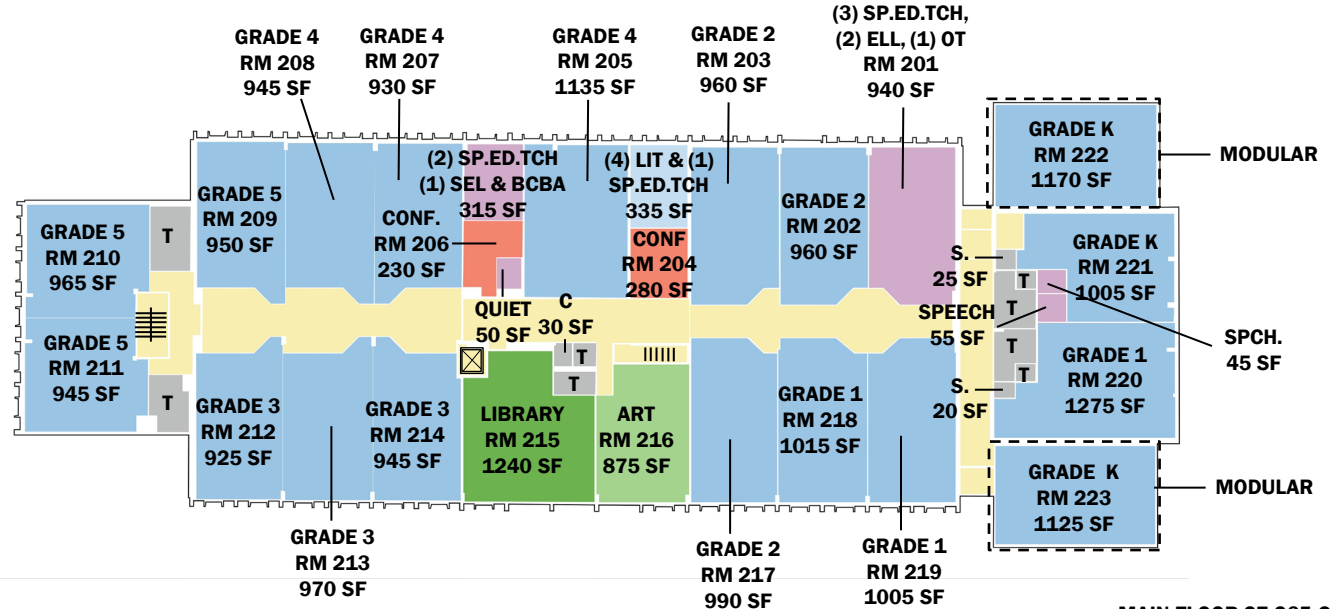 (3) SP.ED.TCH,
(2) ELL, (1) OT
RM 201
940 SF
GRADE 4
RM 208
945 SF
GRADE 4
RM 207
930 SF
GRADE 4
RM 205
1135 SF
GRADE 2
RM 203
960 SF
GRADE K
RM 222
1170 SF
MODULAR
(2) SP.ED.TCH
(1) SEL & BCBA
315 SF
(4) LIT & (1)
SP.ED.TCH
335 SF
GRADE 5
RM 209
950 SF
GRADE 2
RM 202
960 SF
GRADE 5
RM 210
965 SF
T
CONF.
RM 206
230 SF
CONF
RM 204
280 SF
GRADE K
RM 221
1005 SF
S.
25 SF
T
T
QUIET
50 SF
C
30 SF
SPEECH
55 SF
SPCH.
45 SF
GRADE 5
RM 211
945 SF
T
T
T
T
T
S.
20 SF
GRADE 1
RM 220
1275 SF
GRADE 3
RM 212
925 SF
GRADE 3
RM 214
945 SF
LIBRARY
RM 215
1240 SF
ART
RM 216
875 SF
GRADE 1
RM 218
1015 SF
GRADE K
RM 223
1125 SF
MODULAR
GRADE 3
RM 213
970 SF
GRADE 2
RM 217
990 SF
GRADE 1
RM 219
1005 SF